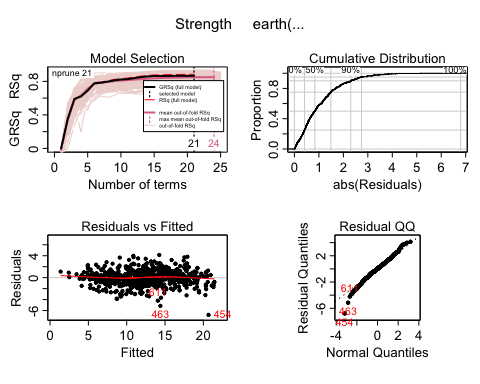 Strength earth(...
Model Selection
nprune 21
GRSq (full model)
selected model
RSq (full model)
mean out-of-fold RSq
max mean out-of-fold RSq
out-of-fold RSq
21 24
0 0.4 0.8
GRSq RSq
0 5 10 15 20 25
Number of terms
Cumulative Distribution
0% 50% 90% 100%
0.0 0.4 0.8
Proportion
0 1 2 3 4 5 6 7
abs(Residuals)
Residuals vs Fitted
-6 0 4
Residuals
463 454
0 5 10 15 20
Fitted
Residual QQ
-6 -2 2
Residual Quantiles
463
454
-4 0 2 4
Normal Quantiles